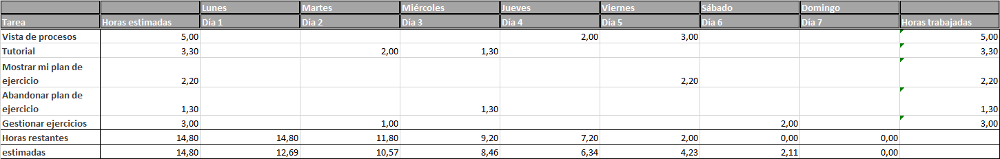 Lunes Martes Miércoles Jueves Viernes Sábado Domingo
Tarea Horas estimadas Día 1 Día 2 Día 3 Día 4 Día 5 Día 6 Día 7 Horas trabajadas
Vista de procesos 5,00 2,00 3,00 5,00
Tutorial 3,30 2,00 1,30 3,30
Mostrar mi plan de
ejercicio 2,20 2,20 2,20
Abandonar plan de
ejercicio 1,30 1,30 1,30
Gestionar ejercicios 3,00 1,00 2,00 3,00
Horas restantes 14,80 14,80 11,80 9,20 7,20 2,00 0,00 0,00
estimadas 14,80 12,69 10,57 8,46 6,34 4,23 2,11 0,00